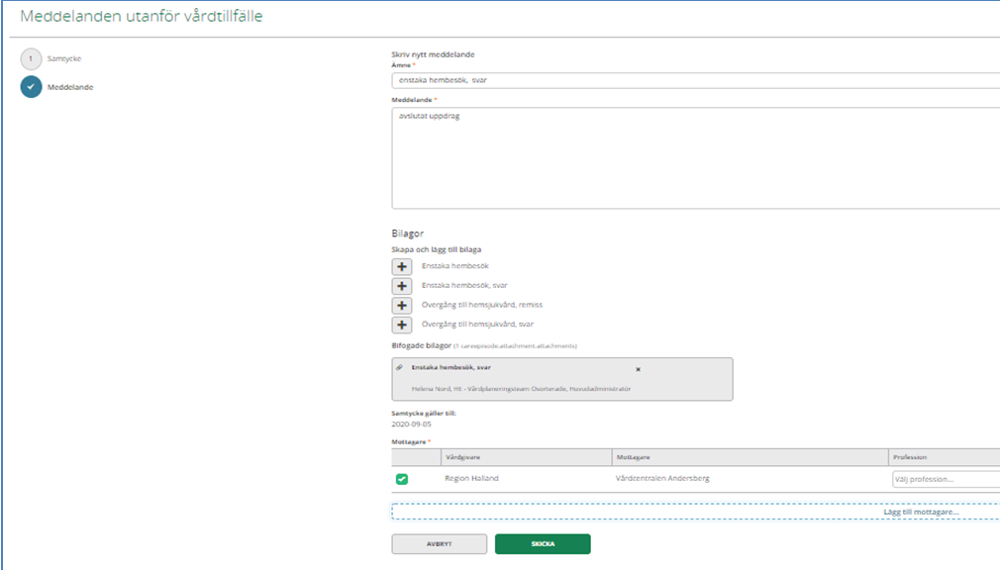 Meddelanden utanför vårdtillfälle
1 Samtycke
Meddelande
Skriv nytt meddelande
Ämne *
enstaka hembesök, svar
Meddelande *
avslutat uppdrag
Bilagor
Skapa och lägg till bilaga
Enstaka hembesök
Enstaka hembesök, svar
Övergång till hemsjukvård, remiss
Övergång till hemsjukvård, svar
Bifogade bilagor (1 careepisode.attachment.attachments)
Enstaka hembesök, svar
Helena Nord, Hlt - Vårdplaneringsteam Osorterade, Huvudadministratör
Samtycke gäller till:
2020-09-05
Mottagare *
Vårdgivare Mottagare Profession
Region Halland Vårdcentralen Andersberg Välj profession...
Lägg till mottagare...
AVBRYT SKICKA